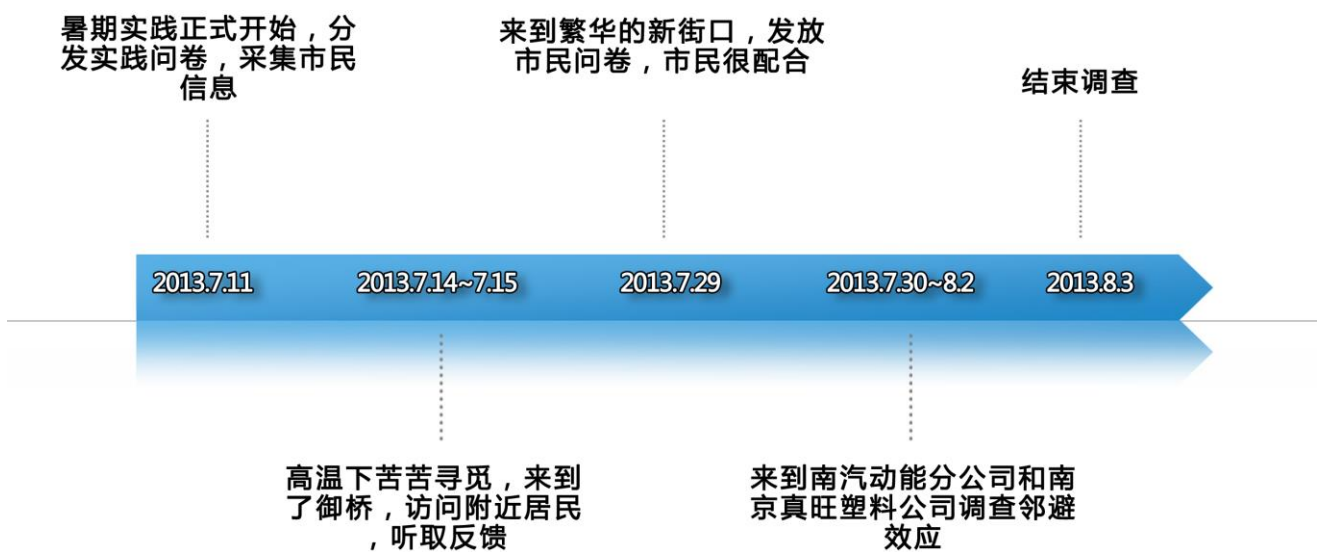 暑期实践正式开始，分
发实践问卷，采集市民
信息
来到繁华的新街口，发放
市民问卷，市民很配合
结束调查
2013.7.11
2013.7.14~7.15
2013.7.29
2013.7.30~8.2
2013.8.3
高温下苦苦寻觅，来到
了御桥，访问附近居民
，听取反馈
来到南汽动能分公司和南
京真旺塑料公司调查邻避
效应